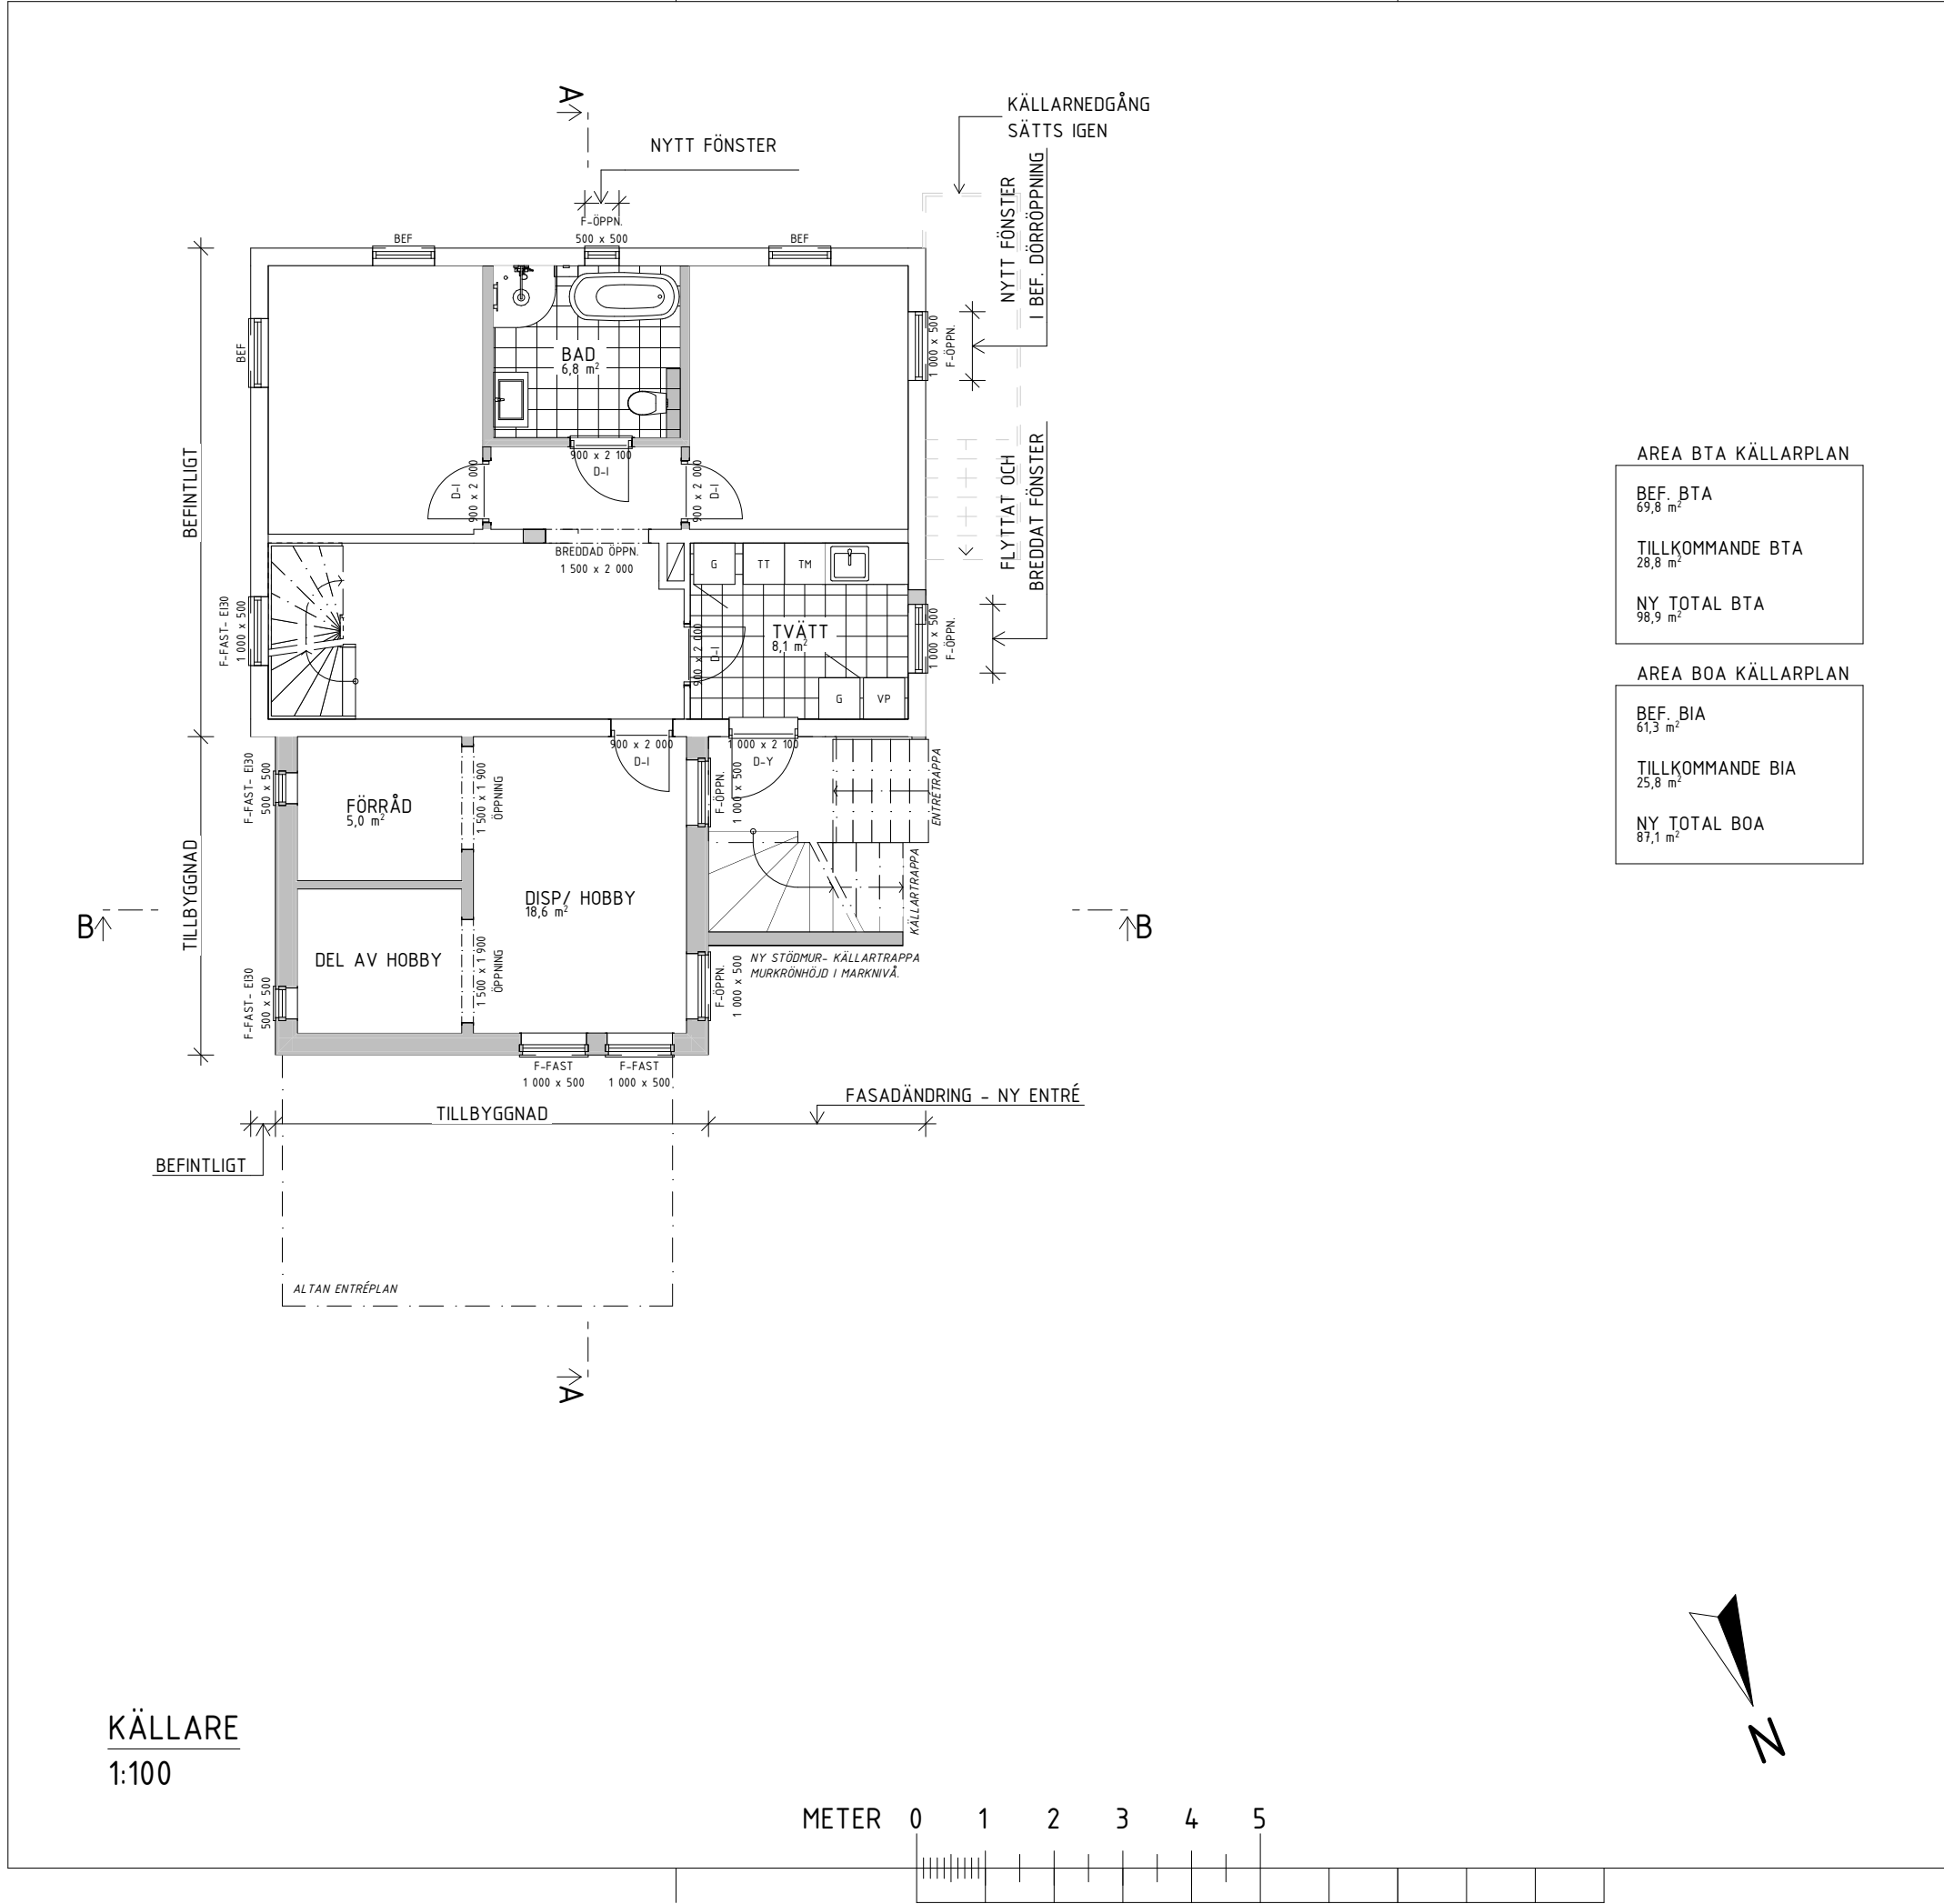 A
KÄLLARNEDGÅNG
SÄTTS IGEN
NYTT FÖNSTER
NYTT FÖNSTER
I BEF. DÖRRÖPPNING
F-ÖPPN.
500 x 500
BEF
BEF
BEF
1 000 x 500
F-ÖPPN.
BAD
6,8 m²
BEFINTLIGT
900 x 2 100
D-I
D-I
900 x 2 000
900 x 2 000
D-I
FLYTTAT OCH
BREDDAT FÖNSTER
BREDDAD ÖPPN.
1 500 x 2 000
G
TT
TM
F-FAST- EI30
1 000 x 500
900 x 2 000
D-I
TVÄTT
8,1 m²
1 000 x 500
F-ÖPPN.
G
VP
900 x 2 000
D-I
1 000 x 2 100
D-Y
F-FAST- EI30
500 x 500
FÖRRÅD
5,0 m²
1 500 x 1 900
ÖPPNING
F-ÖPPN.
1 000 x 500
ENTRÉTRAPPA
TILLBYGGNAD
KÄLLARTRAPPA
DISP/ HOBBY
18,6 m²
B
B
DEL AV HOBBY
1 500 x 1 900
ÖPPNING
NY STÖDMUR- KÄLLARTRAPPA
MURKRÖNHÖJD I MARKNIVÅ.
F-FAST- EI30
500 x 500
F-ÖPPN.
1 000 x 500
F-FAST
1 000 x 500
F-FAST
1 000 x 500
FASADÄNDRING - NY ENTRÉ
TILLBYGGNAD
BEFINTLIGT
ALTAN ENTRÉPLAN
A
AREA BTA KÄLLARPLAN
BEF. BTA
69,8 m²
TILLKOMMANDE BTA
28,8 m²
NY TOTAL BTA
98,9 m²
AREA BOA KÄLLARPLAN
BEF. BIA
61,3 m²
TILLKOMMANDE BIA
25,8 m²
NY TOTAL BOA
87,1 m²
N
KÄLLARE
1:100
METER 0 1 2 3 4 5